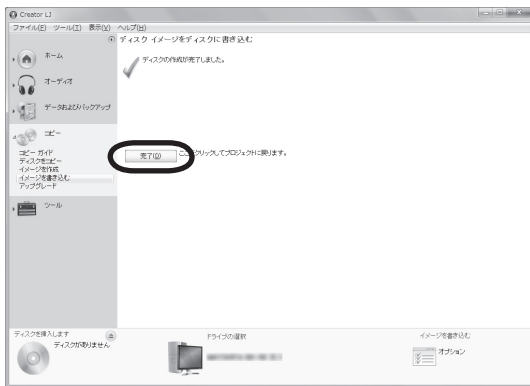 Creator LJ
ファイル(F) ツール(T) 表示(V) ヘルプ(H)
ディスク イメージをディスクに書き込む
ディスクの作成が完了しました。
ホーム
オーディオ
データおよびバックアップ
コピー
コピー ガイド
ディスクをコピー
イメージを作成
イメージを書き込む
アップグレード
ツール
完了(D)
クリックしてプロジェクトに戻ります。
ディスクを挿入します
ディスクがありません
ドライブの選択
イメージを書き込む
オプション